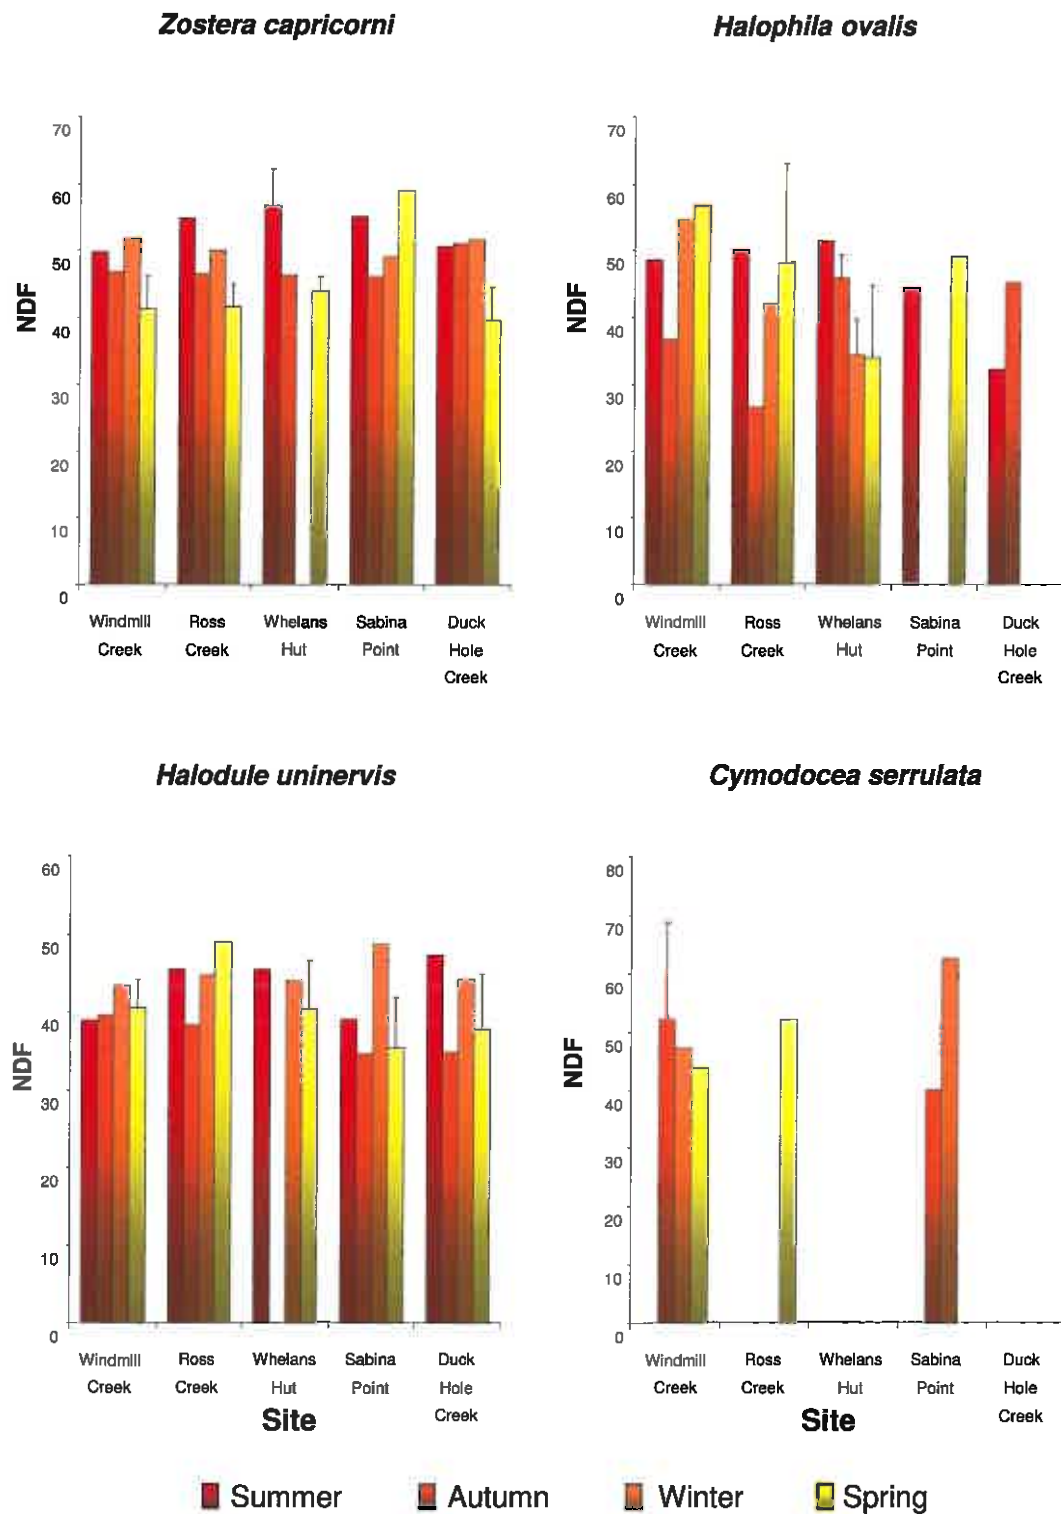 Zostera capricorni
70
60
50
40
30
20
10
0
NDF
Windmill Ross Whelans Sabina Duck
Creek Creek Hut Point Hole
Creek
Halophila ovalis
70
60
50
40
30
20
10
0
NDF
Windmill Ross Whelans Sabina Duck
Creek Creek Hut Point Hole
Creek
Halodule uninervis
60
50
40
30
20
10
0
NDF
Windmill Ross Whelans Sabina Duck
Creek Creek Hut Point Hole
Creek
Site
Cymodocea serrulata
80
70
60
50
40
30
20
10
0
NDF
Windmill Ross Whelans Sabina Duck
Creek Creek Hut Point Hole
Creek
Site
Summer Autumn Winter Spring